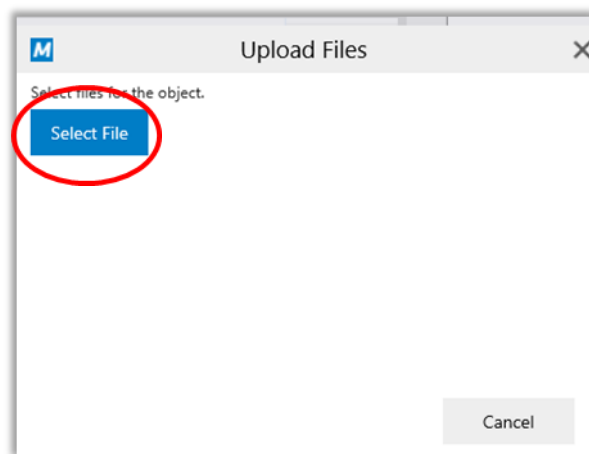 M
Upload Files
Select files for the object.
Select File
Cancel